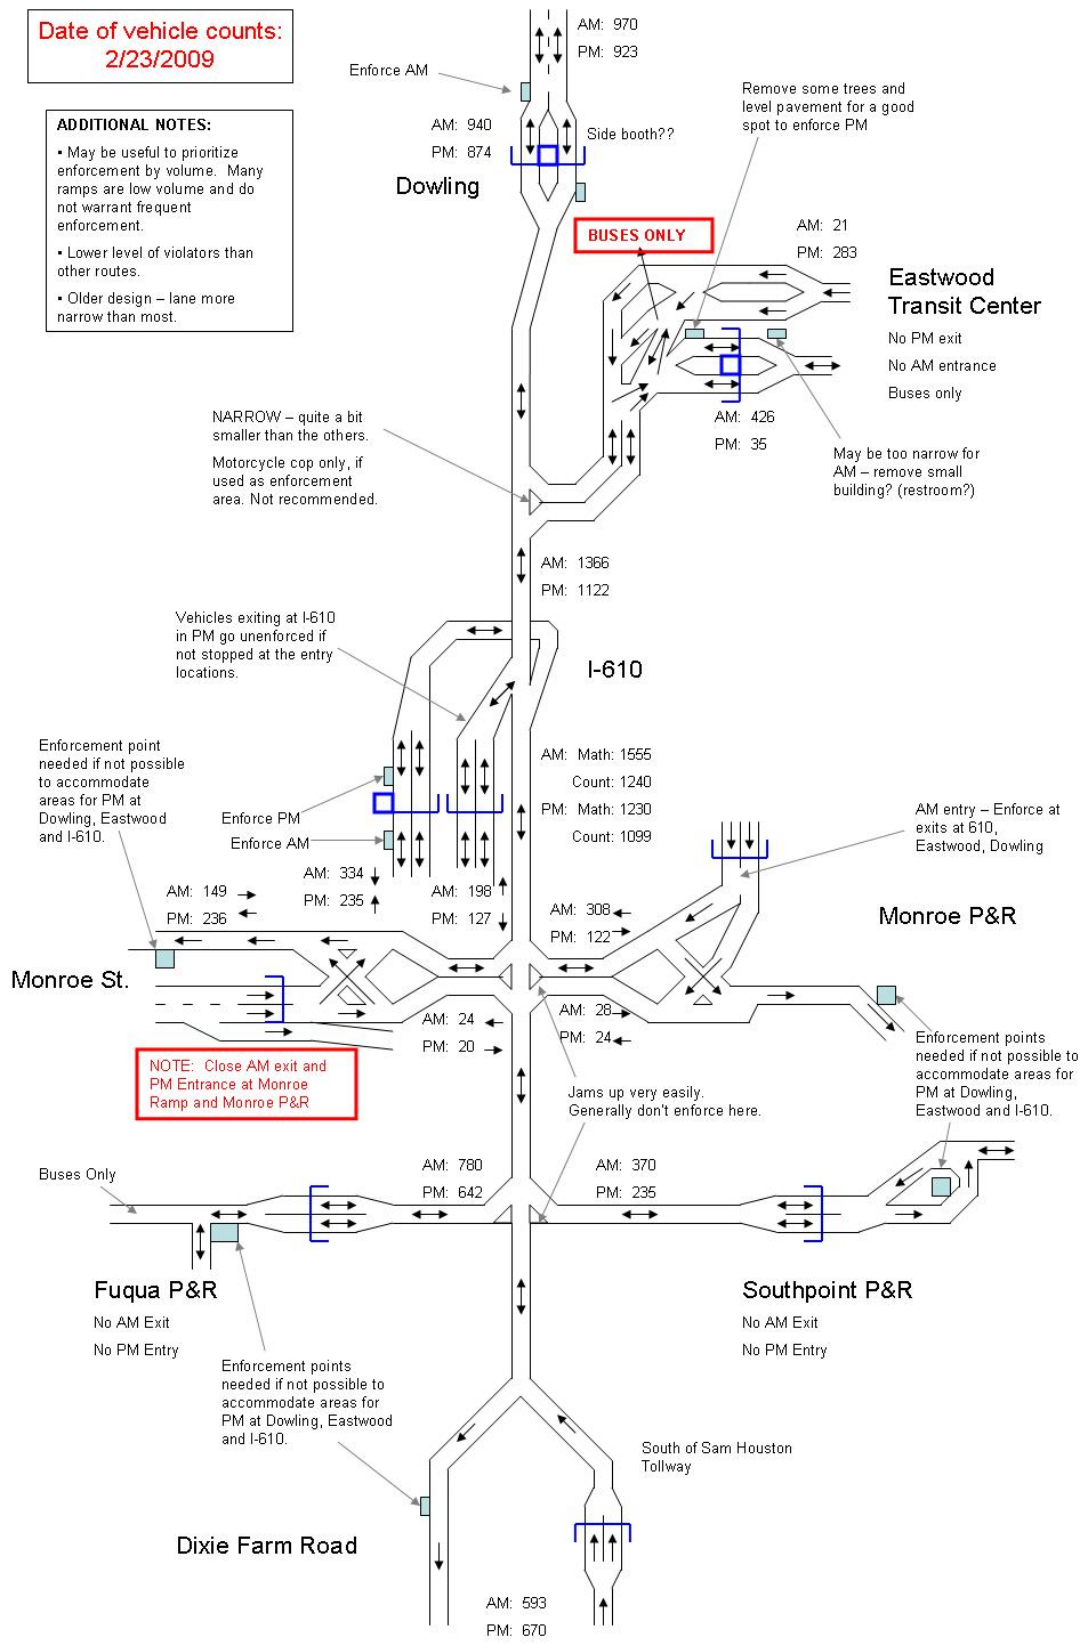 Date of vehicle counts:
2/23/2009
AM: 970
PM: 923
Enforce AM
Remove some trees and
level pavement for a good
spot to enforce PM
ADDITIONAL NOTES:
▪ May be useful to prioritize
enforcement by volume. Many
ramps are low volume and do
not warrant frequent
enforcement.
▪ Lower level of violators than
other routes.
▪ Older design – lane more
narrow than most.
AM: 940
PM: 874
Side booth??
Dowling
BUSES ONLY
AM: 21
PM: 283
Eastwood
Transit Center
No PM exit
No AM entrance
Buses only
AM: 426
PM: 35
NARROW – quite a bit
smaller than the others.
Motorcycle cop only, if
used as enforcement
area. Not recommended.
May be too narrow for
AM – remove small
building? (restroom?)
AM: 1366
PM: 1122
Vehicles exiting at I-610
in PM go unenforced if
not stopped at the entry
locations.
I-610
Enforcement point
needed if not possible
to accommodate
areas for PM at
Dowling, Eastwood
and I-610.
AM: Math: 1555
Count: 1240
PM: Math: 1230
Count: 1099
Enforce PM
Enforce AM
AM entry – Enforce at
exits at 610,
Eastwood, Dowling
AM: 334
PM: 235
AM: 198
PM: 127
AM: 149
PM: 236
AM: 308
PM: 122
Monroe P&R
Monroe St.
AM: 24
PM: 20
AM: 28
PM: 24
Enforcement points
needed if not possible to
accommodate areas for
PM at Dowling,
Eastwood and I-610.
NOTE: Close AM exit and
PM Entrance at Monroe
Ramp and Monroe P&R
Jams up very easily.
Generally don't enforce here.
Buses Only
AM: 780
PM: 642
AM: 370
PM: 235
Fuqua P&R
No AM Exit
No PM Entry
Southpoint P&R
No AM Exit
No PM Entry
Enforcement points
needed if not possible to
accommodate areas for
PM at Dowling, Eastwood
and I-610.
South of Sam Houston
Tollway
Dixie Farm Road
AM: 593
PM: 670